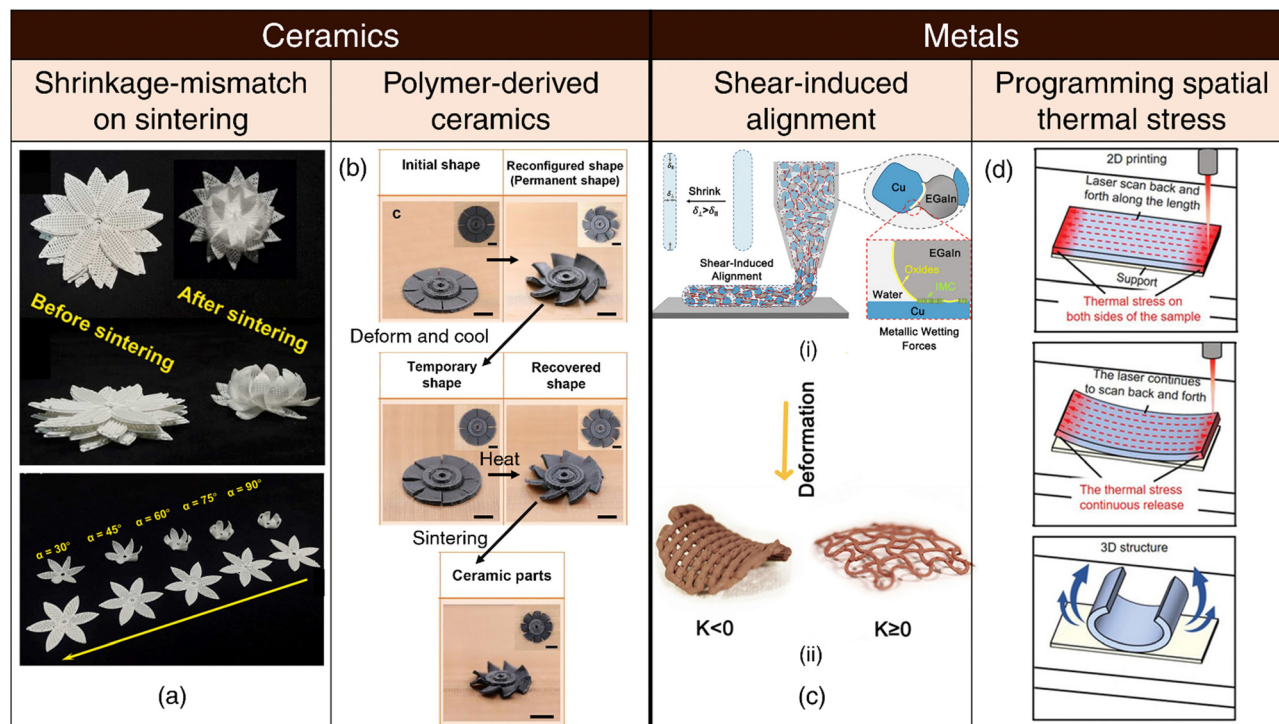 Ceramics
Metals
Shrinkage-mismatch
on sintering
Polymer-derived
ceramics
Shear-induced
alignment
Programming spatial
thermal stress
Before sintering
After sintering
α = 30°
α = 45°
α = 60°
α = 75°
α = 90°
(a)
(b)
Initial shape
Reconfigured shape
(Permanent shape)
c
Deform and cool
Temporary
shape
Recovered
shape
Heat
Sintering
Ceramic parts
Shrink
δ⊥>δ∥
Shear-Induced
Alignment
Cu
EGaIn
EGaIn
Oxides
IMC
Water
Cu
Metallic Wetting
Forces
(i)
Deformation
K<0
K≥0
(ii)
(c)
(d)
2D printing
Laser scan back and
forth along the length
Support
Thermal stress on
both sides of the sample
The laser continues
to scan back and forth
The thermal stress
continuous release
3D structure